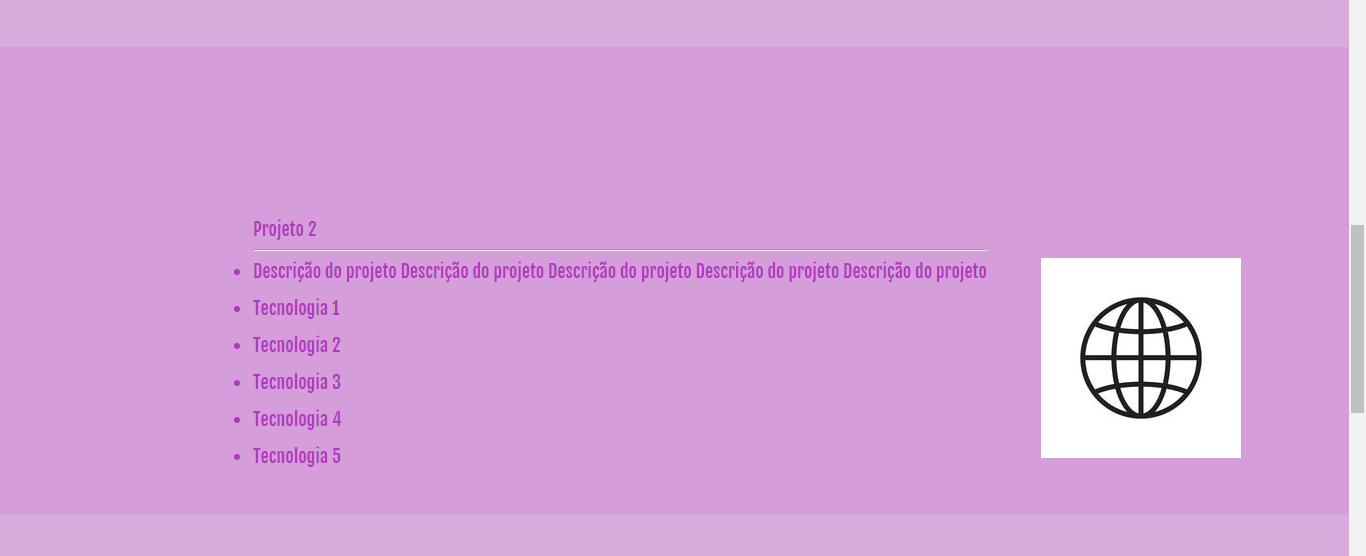 Projeto 2
Descrição do projeto Descrição do projeto Descrição do projeto Descrição do projeto Descrição do projeto
Tecnologia 1
Tecnologia 2
Tecnologia 3
Tecnologia 4
Tecnologia 5